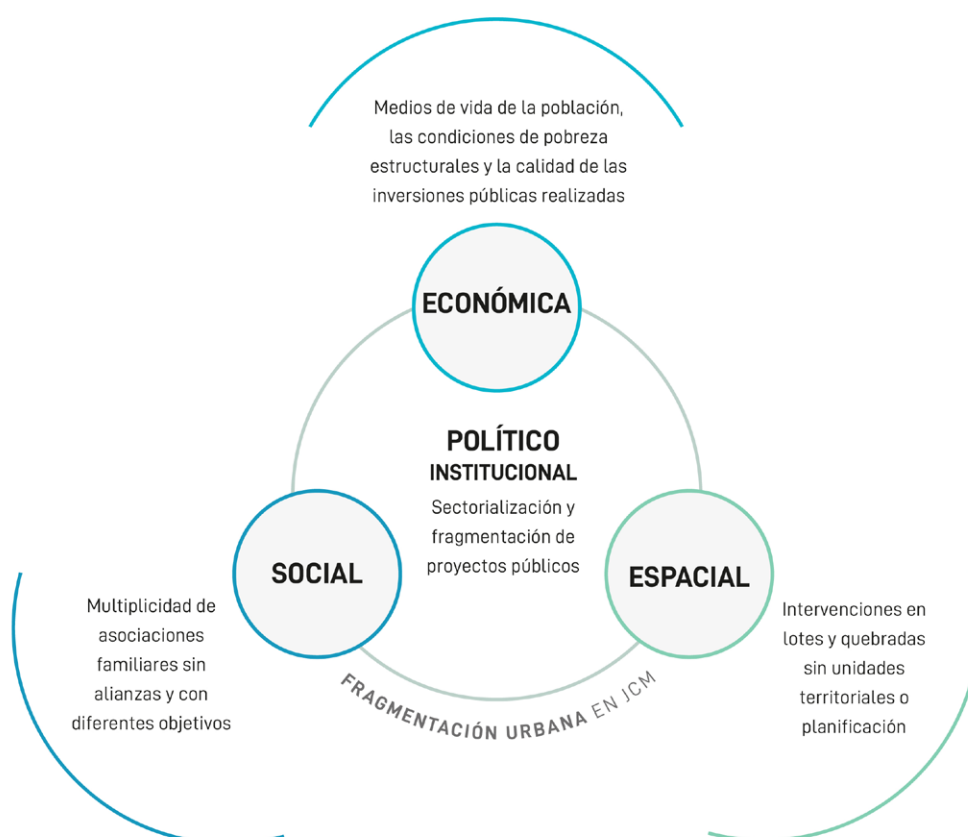 Medios de vida de la población,
las condiciones de pobreza
estructurales y la calidad de las
inversiones públicas realizadas
ECONÓMICA
POLÍTICO
INSTITUCIONAL
Sectorialización y
fragmentación de
proyectos públicos
SOCIAL
ESPACIAL
Multiplicidad de
asociaciones
familiares sin
alianzas y con
diferentes objetivos
Intervenciones en
lotes y quebradas
sin unidades
territoriales o
planificación
FRAGMENTACIÓN URBANA EN JCM